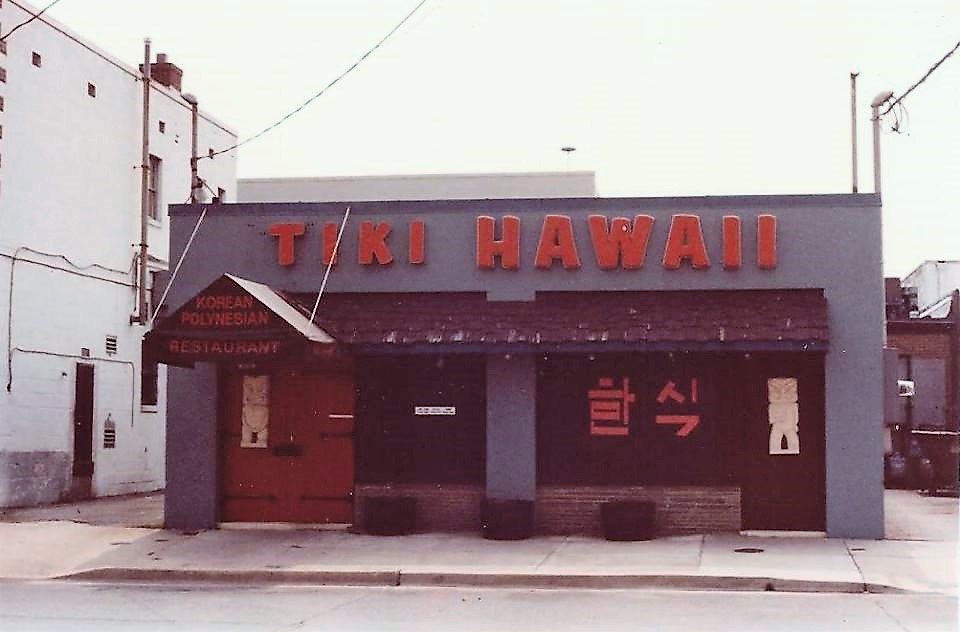 TIKI HAWAII
KOREAN
POLYNESIAN
RESTAURANT
한식